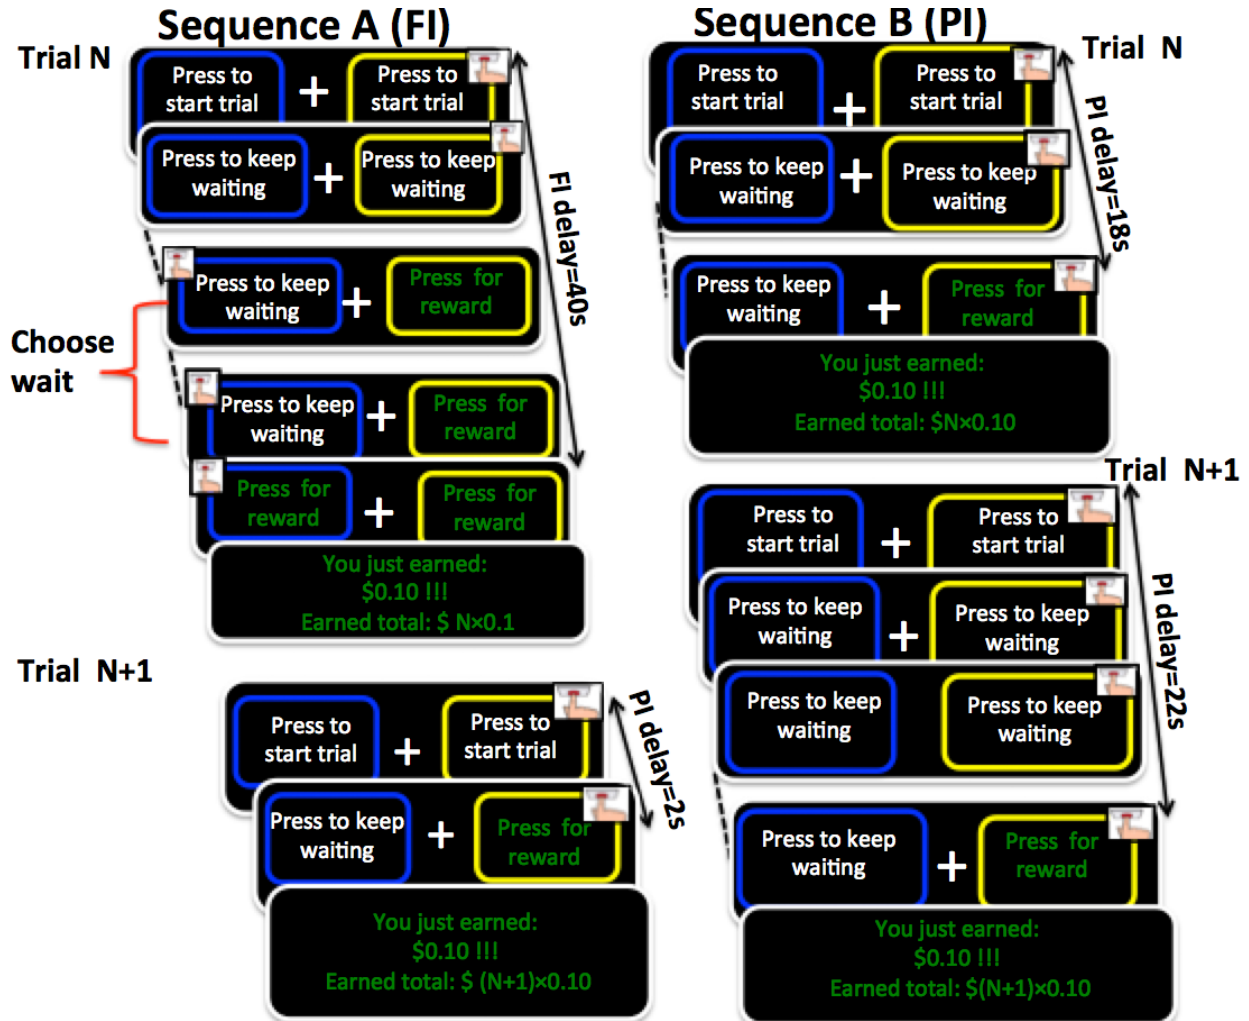 Sequence A (FI)
Trial N
Press to
start trial
+
Press to
start trial
Press to keep
waiting
+
Press to keep
waiting
FI delay=40s
Press to keep
waiting
+
Press for
reward
Choose
wait
Press to keep
waiting
+
Press for
reward
Press for
reward
+
Press for
reward
You just earned:
$0.10 !!!
Earned total: $ N×0.1
Trial N+1
Press to
start trial
+
Press to
start trial
PI delay=2s
Press to keep
waiting
+
Press for
reward
You just earned:
$0.10 !!!
Earned total: $ (N+1)×0.10
Sequence B (PI)
Trial N
Press to
start trial
+
Press to
start trial
PI delay=18s
Press to keep
waiting
+
Press to keep
waiting
Press to keep
waiting
+
Press for
reward
You just earned:
$0.10 !!!
Earned total: $N×0.10
Trial N+1
Press to
start trial
+
Press to
start trial
PI delay=22s
Press to keep
waiting
+
Press to keep
waiting
Press to keep
waiting
Press to keep
waiting
Press to keep
waiting
+
Press for
reward
You just earned:
$0.10 !!!
Earned total: $(N+1)×0.10